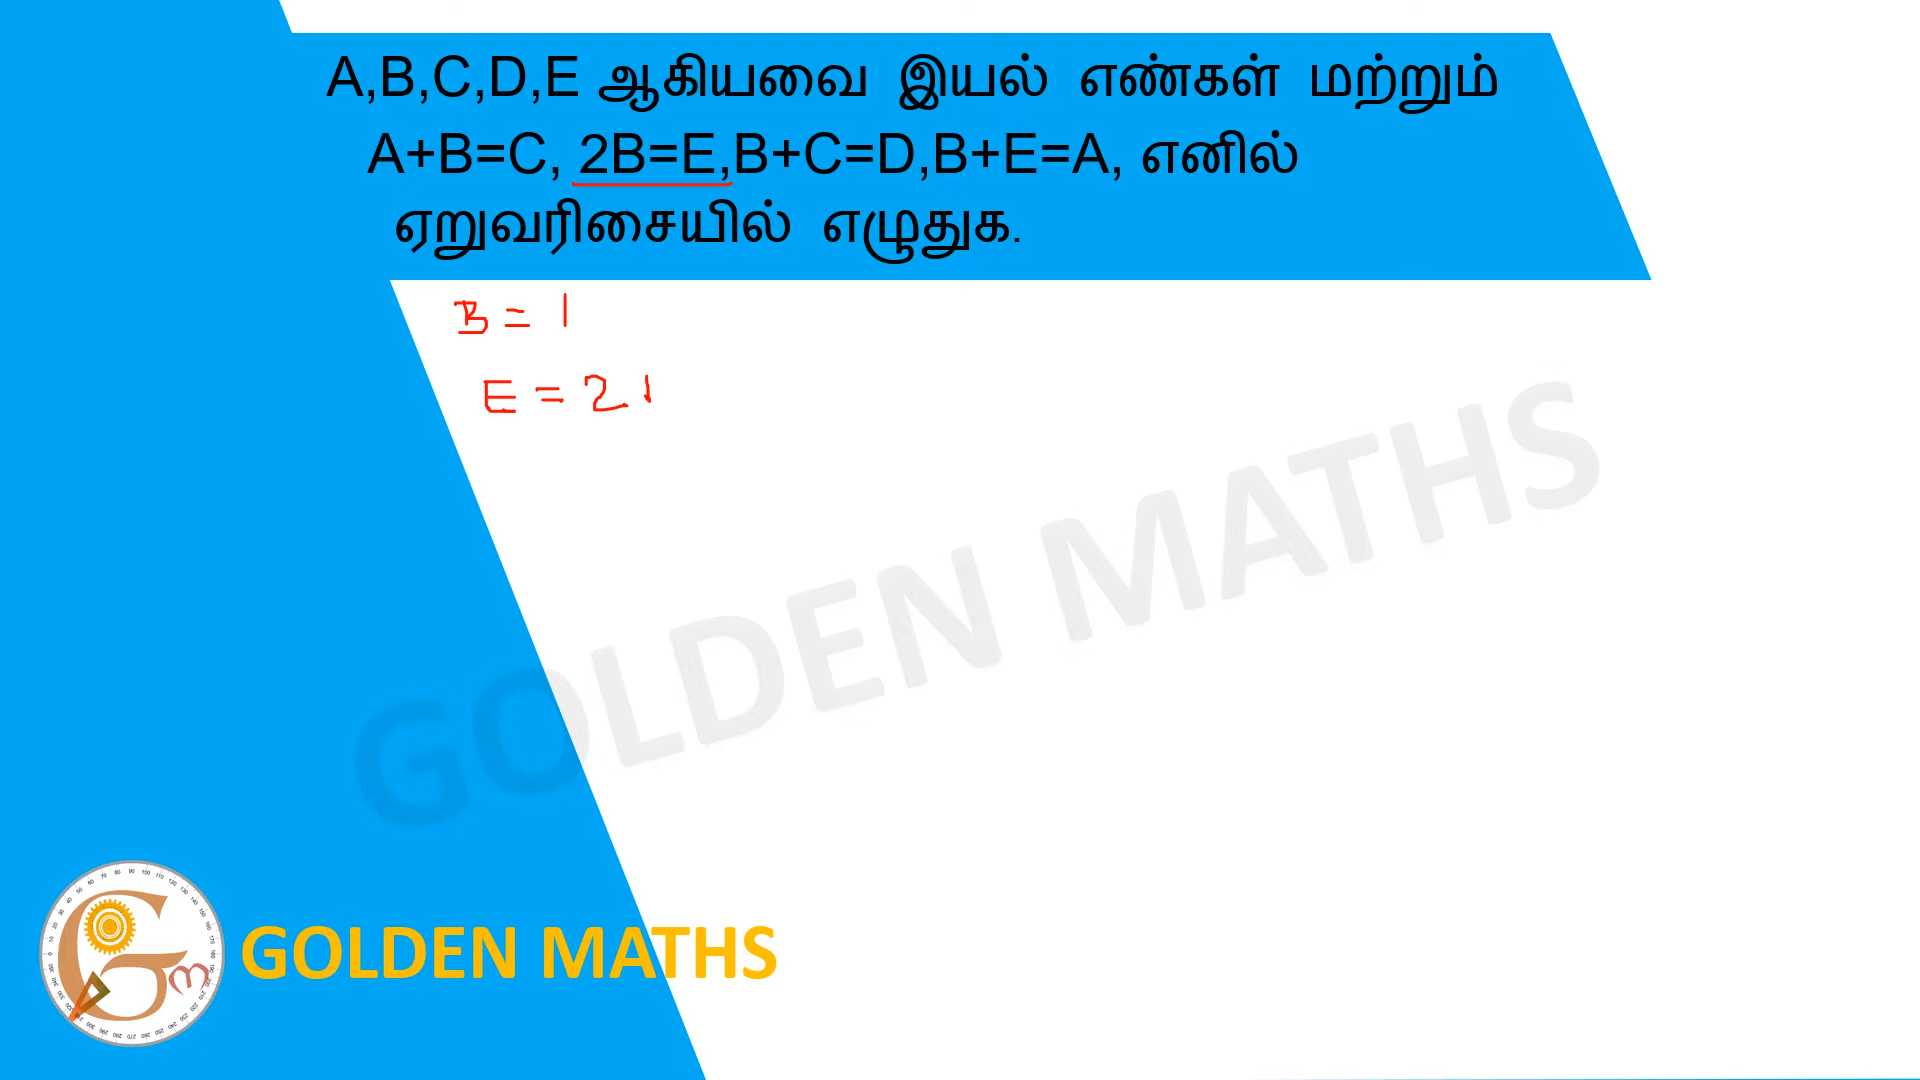 A,B,C,D,E ஆகியவை இயல் எண்கள் மற்றும்
A+B=C, 2B=E,B+C=D,B+E=A, எனில்
ஏறுவரிசையில் எழுதுக.
B = 1
E = 2
GOLDEN MATHS
GOLDEN MATHS